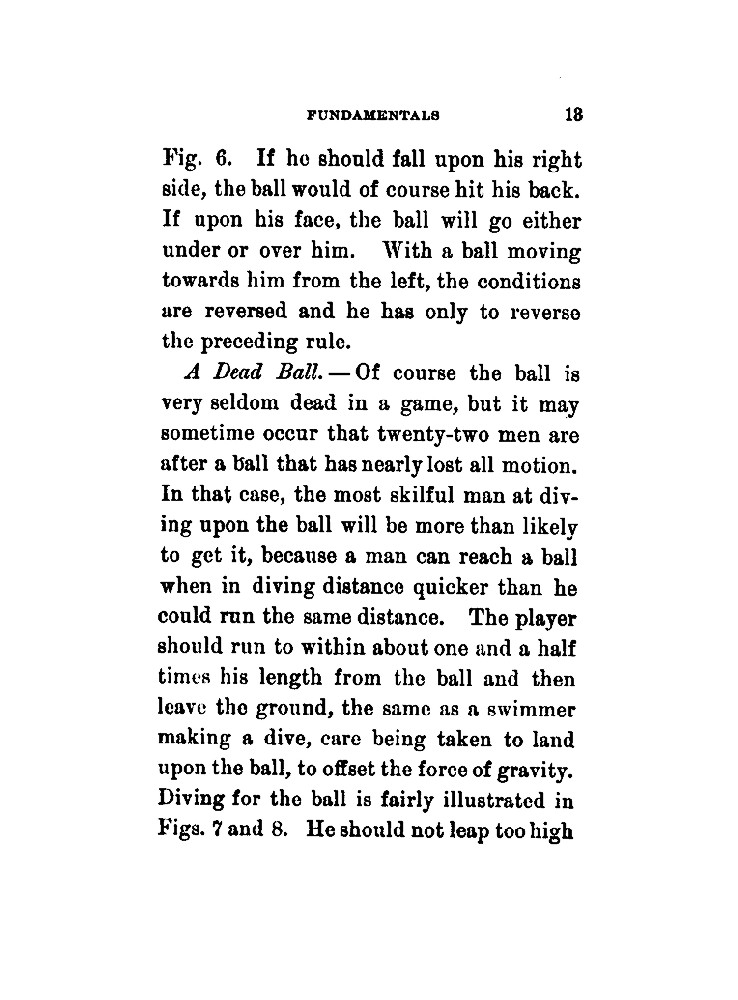 FUNDAMENTALS 13
Fig. 6. If he should fall upon his right
side, the ball would of course hit his back.
If upon his face, the ball will go either
under or over him. With a ball moving
towards him from the left, the conditions
are reversed and he has only to reverse
the preceding rule.
A Dead Ball. — Of course the ball is
very seldom dead in a game, but it may
sometime occur that twenty-two men are
after a ball that has nearly lost all motion.
In that case, the most skilful man at div-
ing upon the ball will be more than likely
to get it, because a man can reach a ball
when in diving distance quicker than he
could run the same distance. The player
should run to within about one and a half
times his length from the ball and then
leave the ground, the same as a swimmer
making a dive, care being taken to land
upon the ball, to offset the force of gravity.
Diving for the ball is fairly illustrated in
Figs. 7 and 8. He should not leap too high